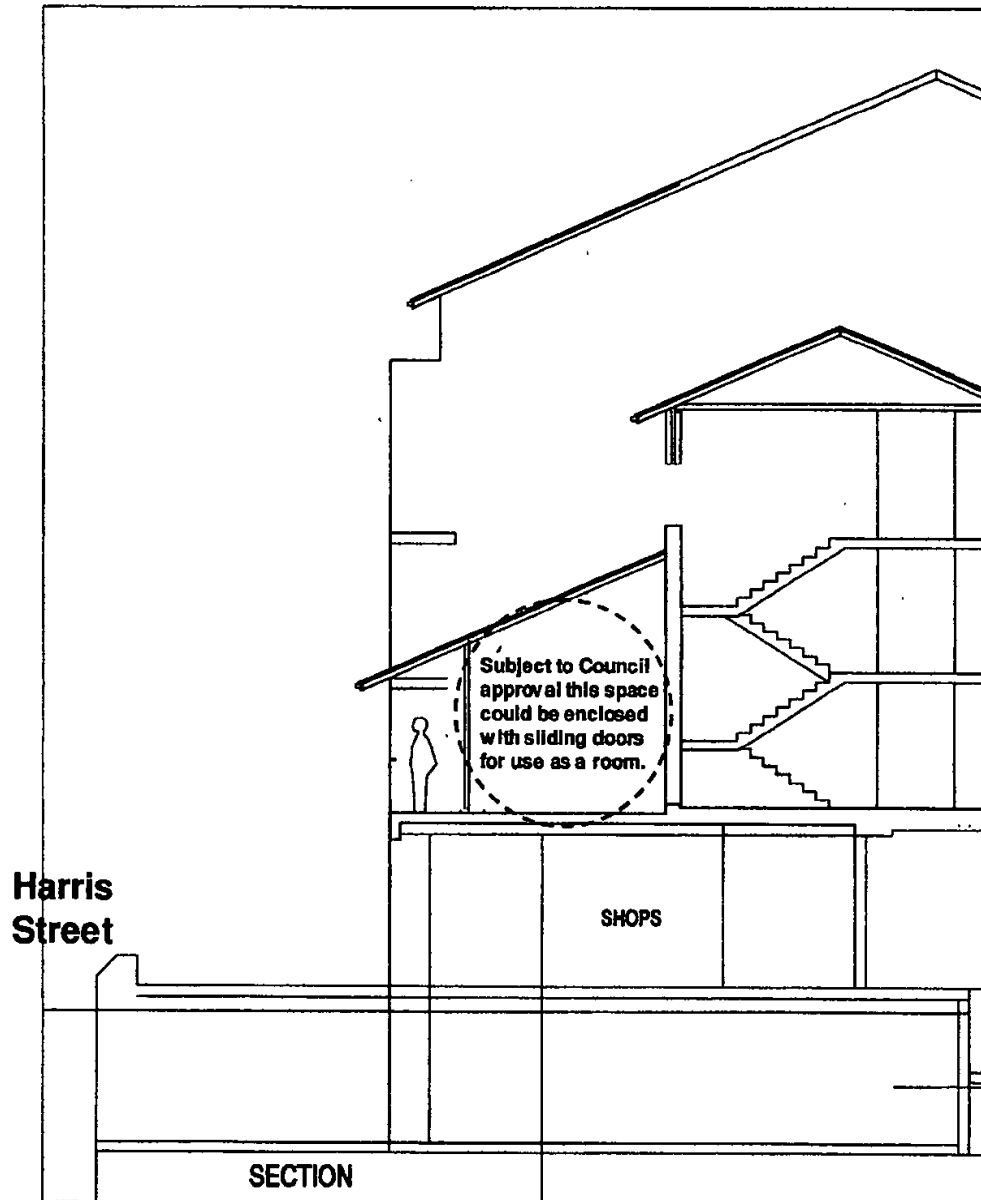 Subject to Council
approval this space
could be enclosed
with sliding doors
for use as a room.
Harris
Street
SHOPS
SECTION